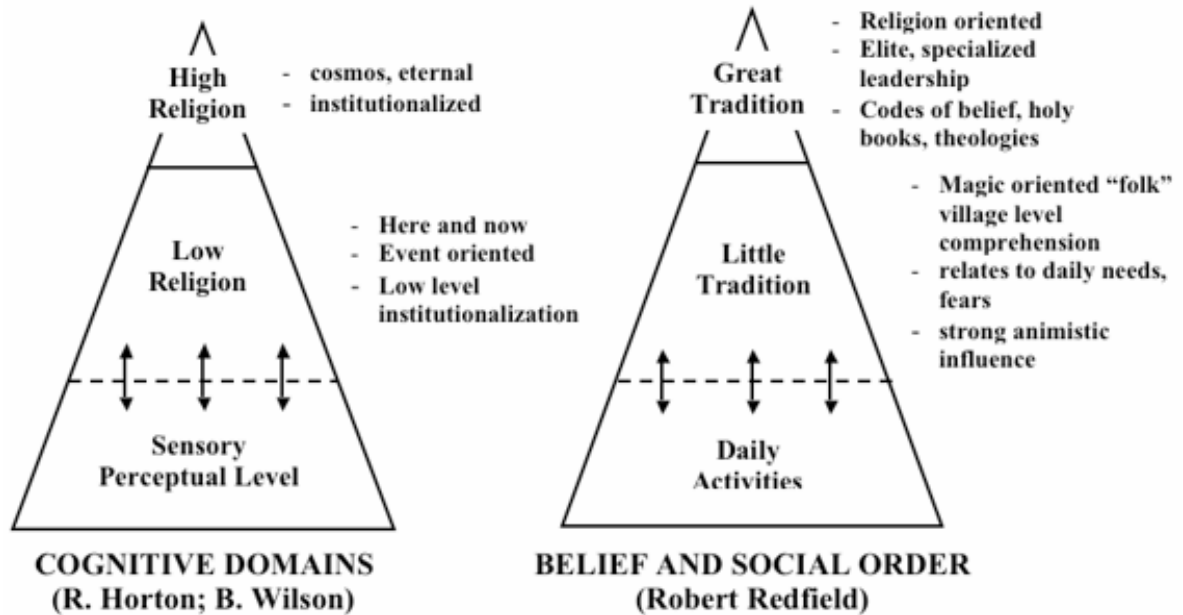 High
Religion
- cosmos, eternal
- institutionalized
Low
Religion
- Here and now
- Event oriented
- Low level
institutionalization
Sensory
Perceptual Level
COGNITIVE DOMAINS
(R. Horton; B. Wilson)
Great
Tradition
- Religion oriented
- Elite, specialized
leadership
- Codes of belief, holy
books, theologies
Little
Tradition
- Magic oriented “folk”
village level
comprehension
- relates to daily needs,
fears
- strong animistic
influence
Daily
Activities
BELIEF AND SOCIAL ORDER
(Robert Redfield)